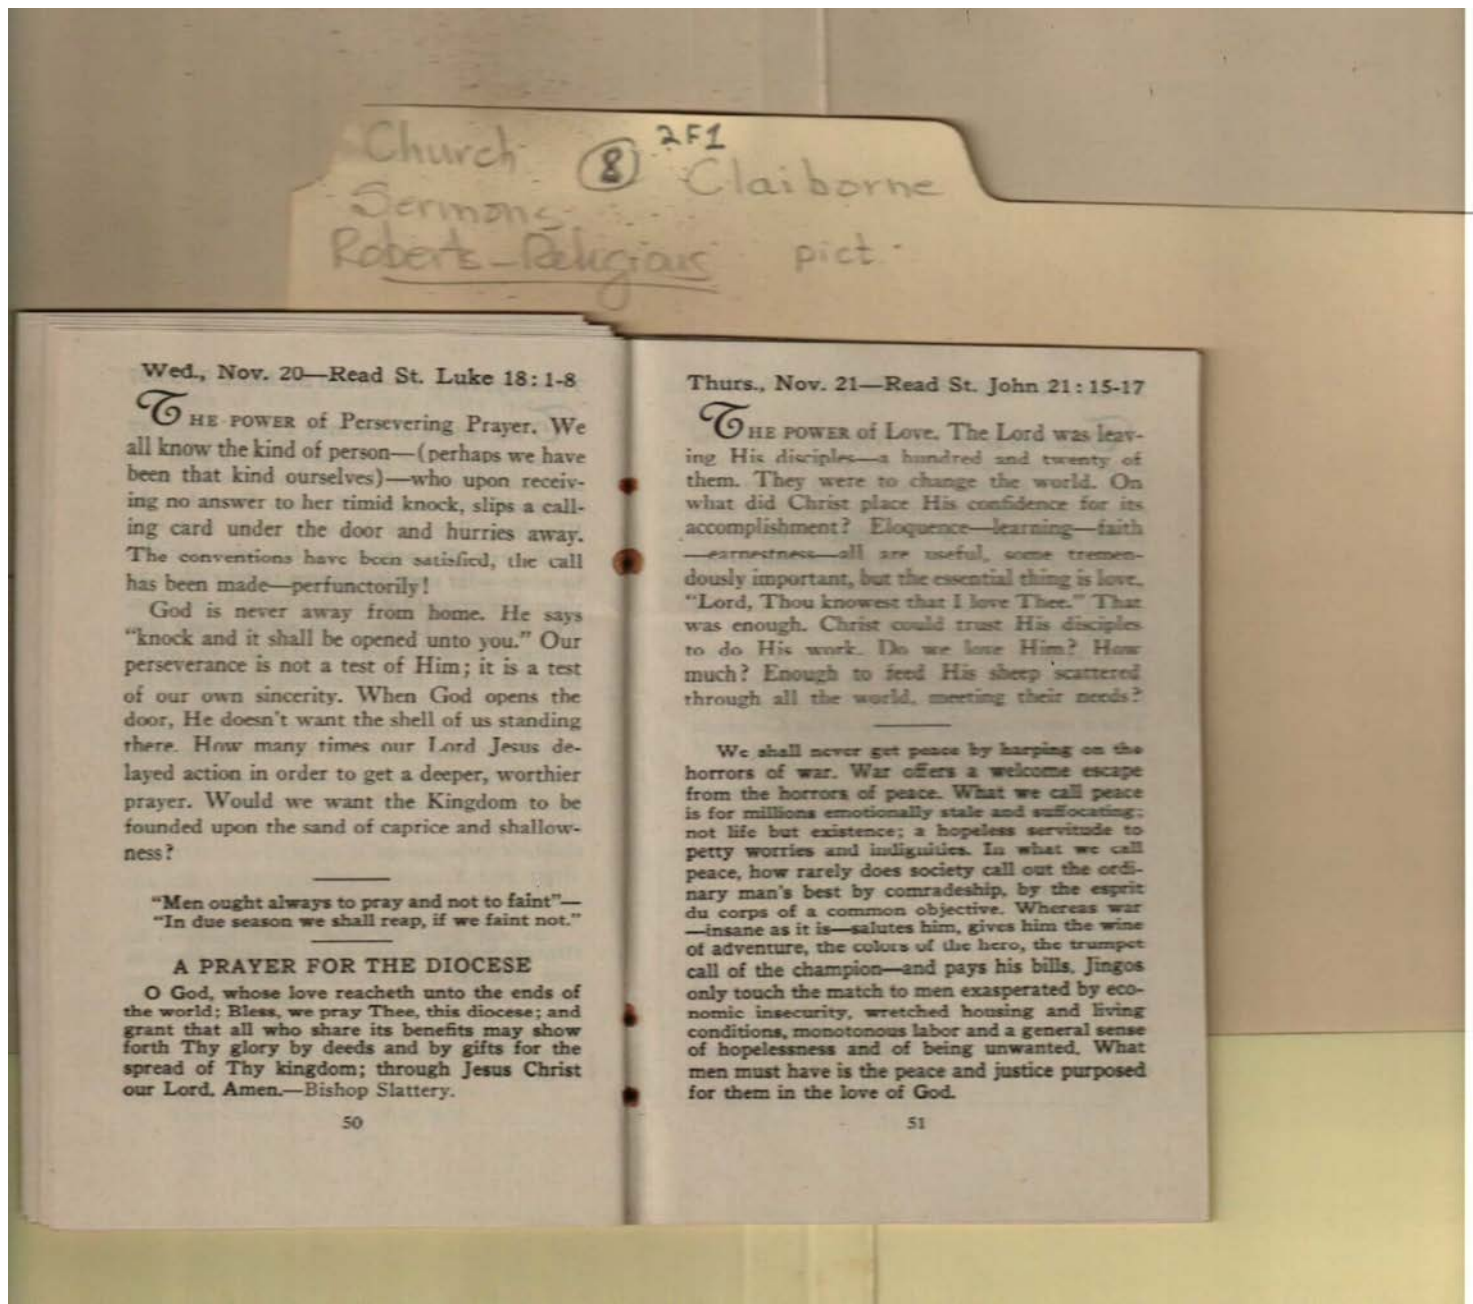 Church
⑧ 2F1
Claiborne
Sermons
Roberts - Religious pict.
Wed., Nov. 20—Read St. Luke 18: 1-8
THE POWER of Persevering Prayer. We
all know the kind of person—(perhaps we have
been that kind ourselves)—who upon receiv-
ing no answer to her timid knock, slips a call-
ing card under the door and hurries away.
The conventions have been satisfied, the call
has been made—perfunctorily!
God is never away from home. He says
“knock and it shall be opened unto you.” Our
perseverance is not a test of Him; it is a test
of our own sincerity. When God opens the
door, He doesn't want the shell of us standing
there. How many times our Lord Jesus de-
layed action in order to get a deeper, worthier
prayer. Would we want the Kingdom to be
founded upon the sand of caprice and shallow-
ness?
“Men ought always to pray and not to faint”—
“In due season we shall reap, if we faint not.”
A PRAYER FOR THE DIOCESE
O God, whose love reacheth unto the ends of
the world; Bless, we pray Thee, this diocese; and
grant that all who share its benefits may show
forth Thy glory by deeds and by gifts for the
spread of Thy kingdom; through Jesus Christ
our Lord. Amen.—Bishop Slattery.
50
Thurs., Nov. 21—Read St. John 21: 15-17
THE POWER of Love. The Lord was leav-
ing His disciples—a hundred and twenty of
them. They were to change the world. On
what did Christ place His confidence for its
accomplishment? Eloquence—learning—faith
—earnestness—all are useful, some tremen-
dously important, but the essential thing is love.
“Lord, Thou knowest that I love Thee.” That
was enough. Christ could trust His disciples
to do His work. Do we love Him? How
much? Enough to feed His sheep scattered
through all the world, meeting their needs?
We shall never get peace by harping on the
horrors of war. War offers a welcome escape
from the horrors of peace. What we call peace
is for millions emotionally stale and suffocating;
not life but existence; a hopeless servitude to
petty worries and indignities. In what we call
peace, how rarely does society call out the ordi-
nary man's best by comradeship, by the esprit
du corps of a common objective. Whereas war
—insane as it is—salutes him, gives him the wine
of adventure, the colors of the hero, the trumpet
call of the champion—and pays his bills. Jingos
only touch the match to men exasperated by eco-
nomic insecurity, wretched housing and living
conditions, monotonous labor and a general sense
of hopelessness and of being unwanted. What
men must have is the peace and justice purposed
for them in the love of God.
51